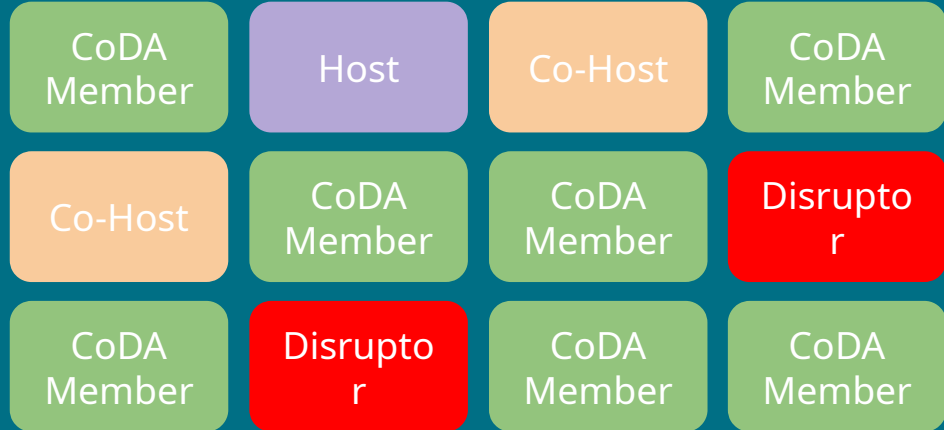 CoDA
Member
Host
Co-Host
CoDA
Member
Co-Host
CoDA
Member
CoDA
Member
Disrupto
r
CoDA
Member
Disrupto
r
CoDA
Member
CoDA
Member